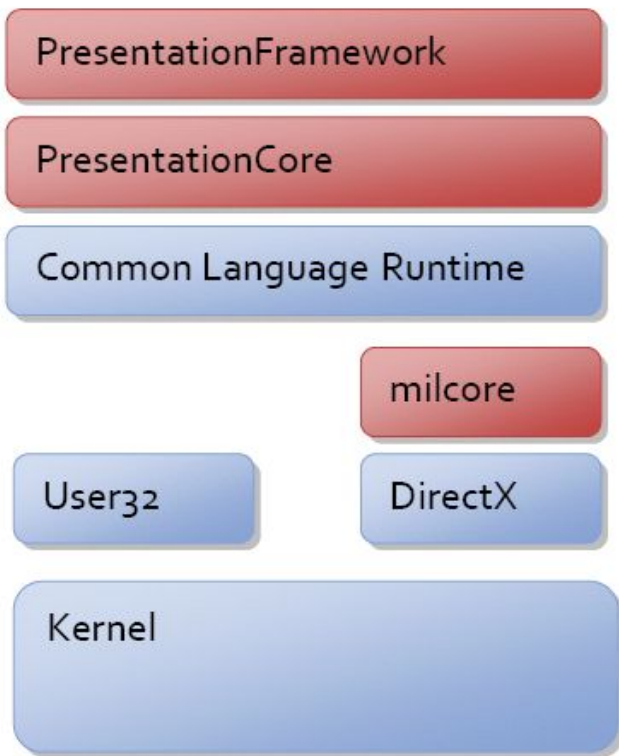 PresentationFramework
PresentationCore
Common Language Runtime
milcore
User32
DirectX
Kernel